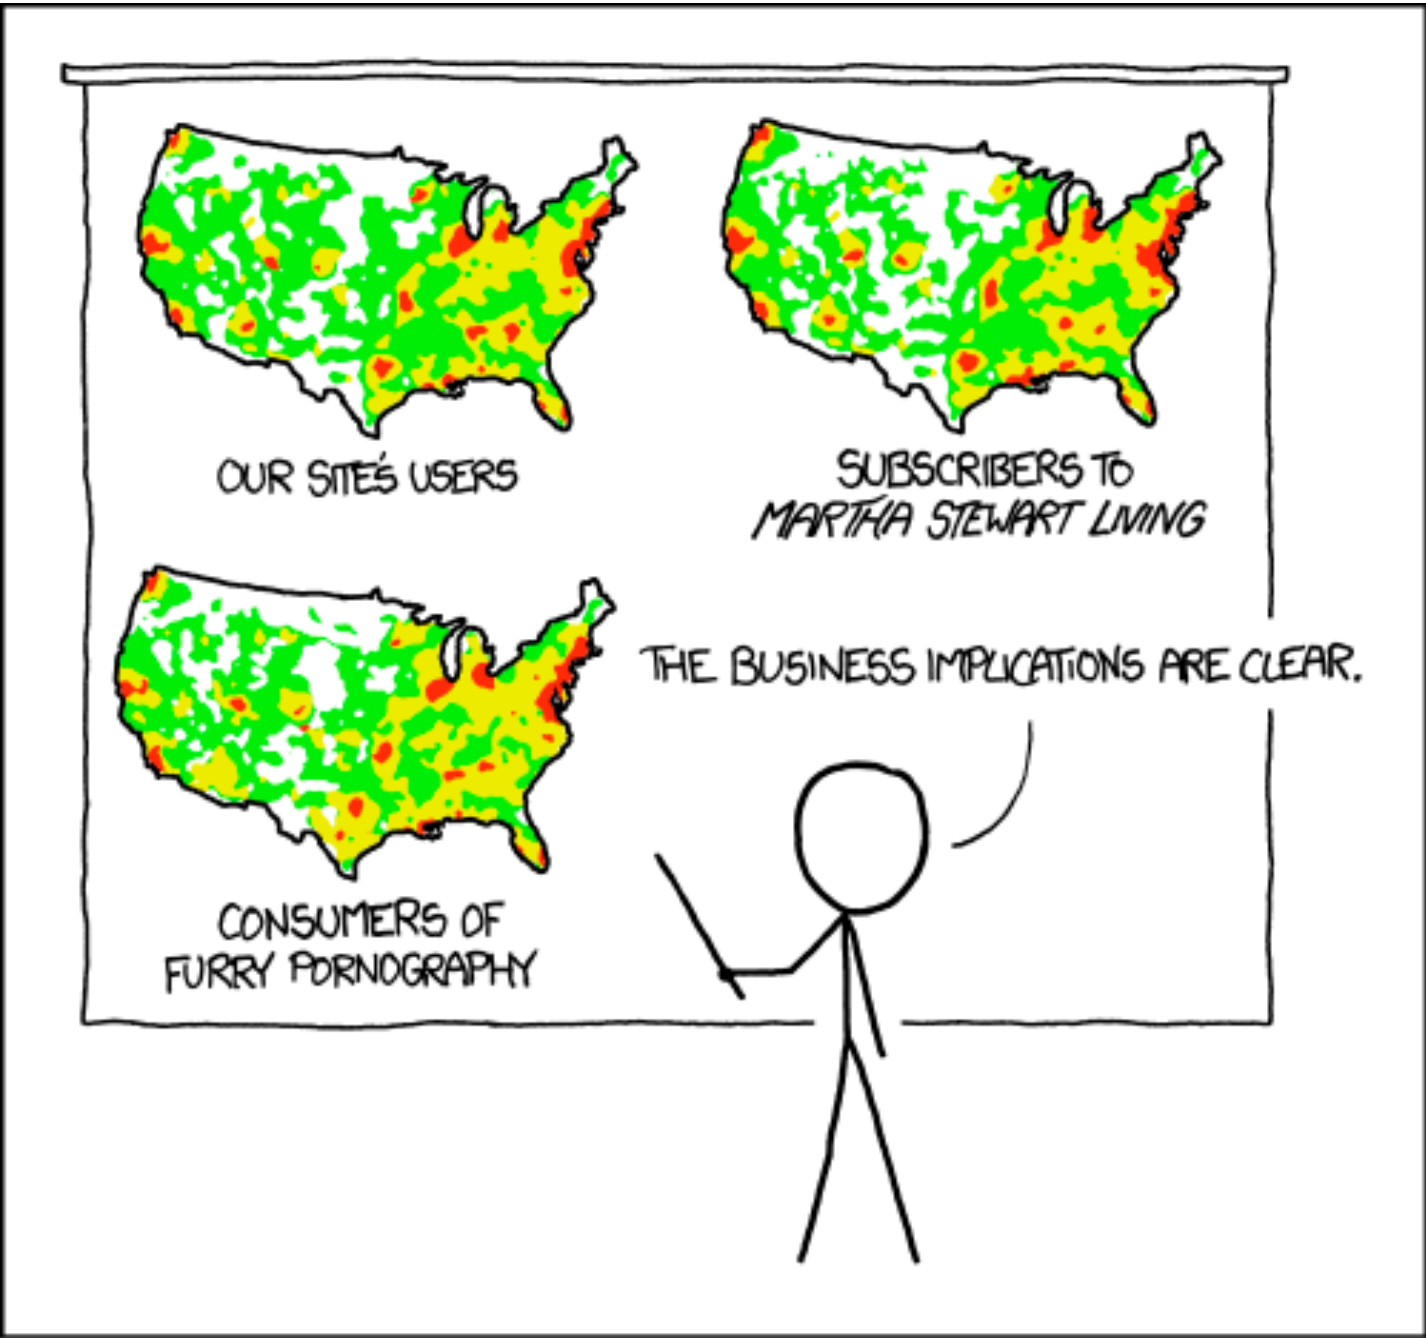 OUR SITE'S USERS
SUBSCRIBERS TO
MARTHA STEWART LIVING
CONSUMERS OF
FURRY PORNOGRAPHY
THE BUSINESS IMPLICATIONS ARE CLEAR.